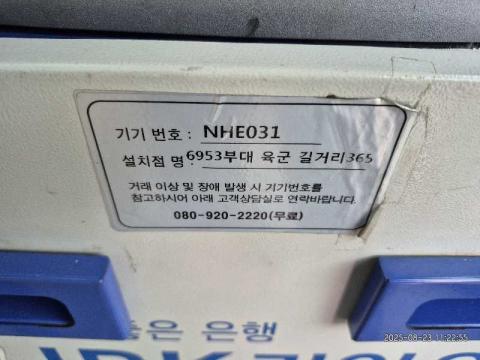 기기 번호 : NHE031
설치점 명 : 6953부대 육군 길거리365
거래 이상 및 장애 발생 시 기기번호를
참고하시어 아래 고객상담실로 연락바랍니다.
080-920-2220(무료)
좋은 은행
2025-08-23 11:22:55